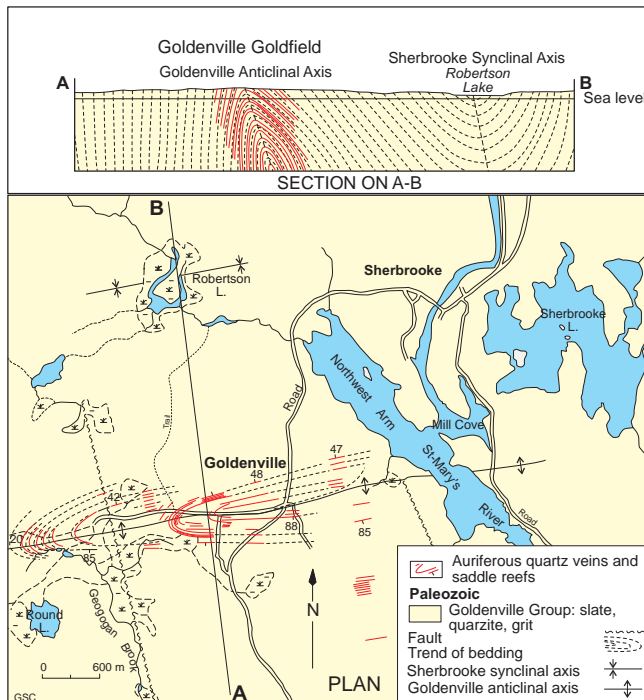 Goldenville Goldfield
Goldenville Anticlinal Axis
Sherbrooke Synclinal Axis
Robertson
Lake
A
B
Sea level
SECTION ON A-B
B
Robertson
L.
Sherbrooke
Sherbrooke
L.
Northwest Arm
Road
Trail
Mill Cove
St-Mary's
River
Road
Goldenville
47
48
42
20
85
88
85
Round
L.
Geogogan
Brook
0 600 m
N
PLAN
A
GSC
Auriferous quartz veins and
saddle reefs
Paleozoic
Goldenville Group: slate,
quartzite, grit
Fault
Trend of bedding
Sherbrooke synclinal axis
Goldenville anticlinal axis